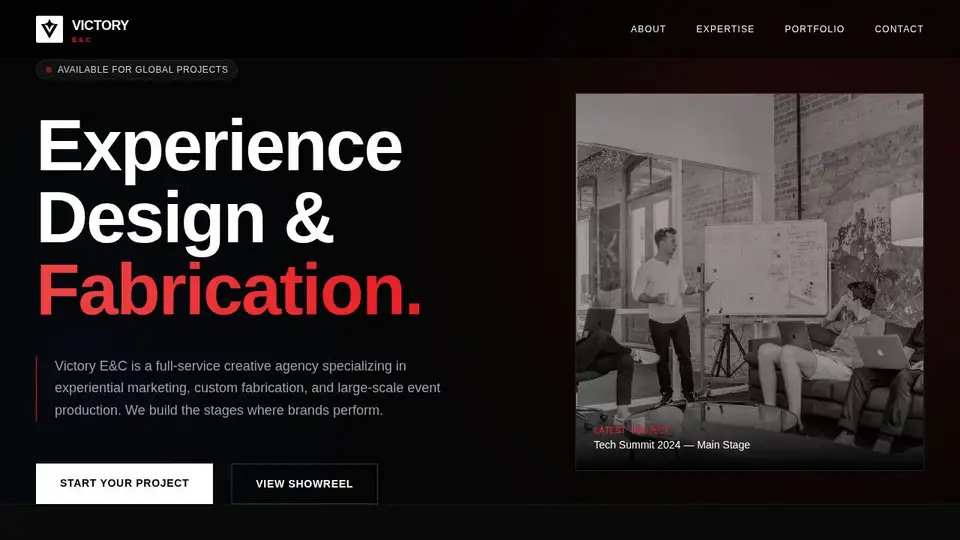 VICTORY
E&C
ABOUT
EXPERTISE
PORTFOLIO
CONTACT
AVAILABLE FOR GLOBAL PROJECTS
Experience
Design &
Fabrication.
Victory E&C is a full-service creative agency specializing in
experiential marketing, custom fabrication, and large-scale event
production. We build the stages where brands perform.
START YOUR PROJECT
VIEW SHOWREEL
LATEST PROJECT
Tech Summit 2024 — Main Stage